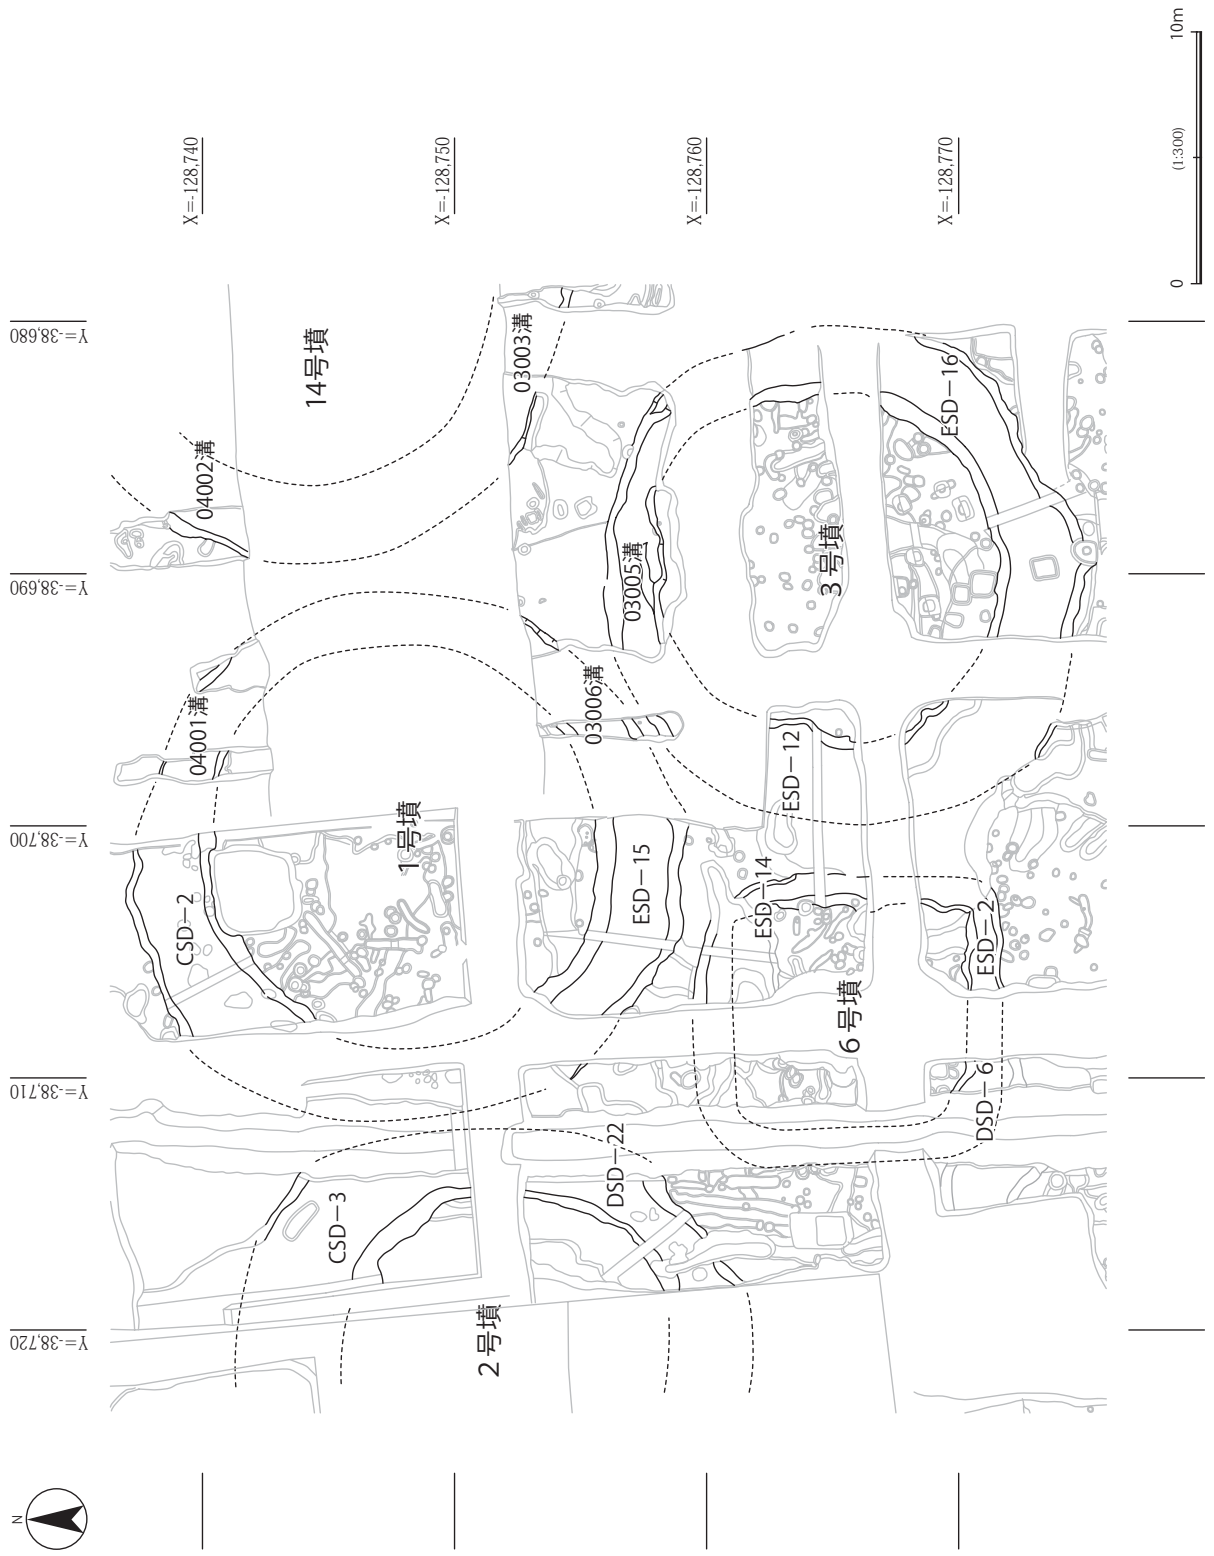 N
Y=-38,720
Y=-38,710
Y=-38,700
Y=-38,690
Y=-38,680
X=-128,740
X=-128,750
X=-128,760
X=-128,770
14号墳
04002溝
04001溝
CSD－2
1号墳
CSD－3
2号墳
03003溝
03005溝
03006溝
ESD－15
DSD－22
ESD－14
ESD－12
3号墳
6号墳
ESD－16
ESD－2
DSD－6
0
(1:300)
10m